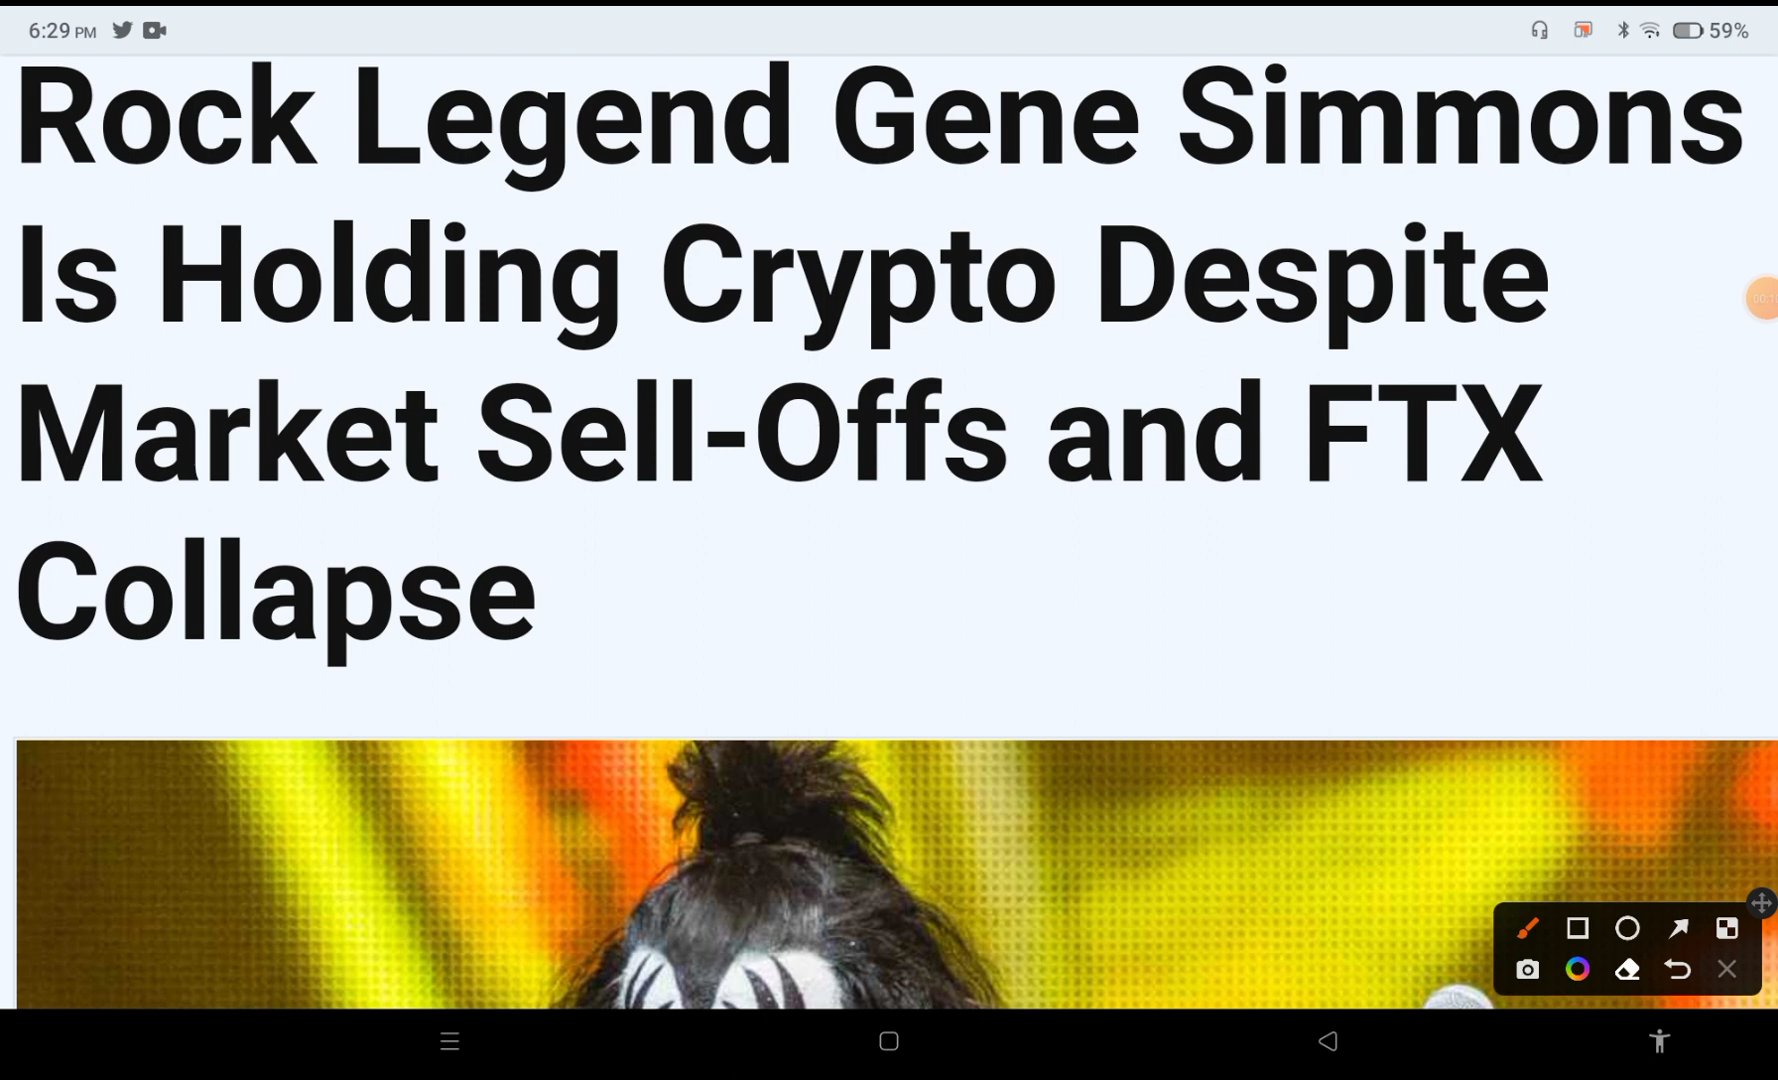 6:29 PM
59%
Rock Legend Gene Simmons
Is Holding Crypto Despite
Market Sell-Offs and FTX
Collapse